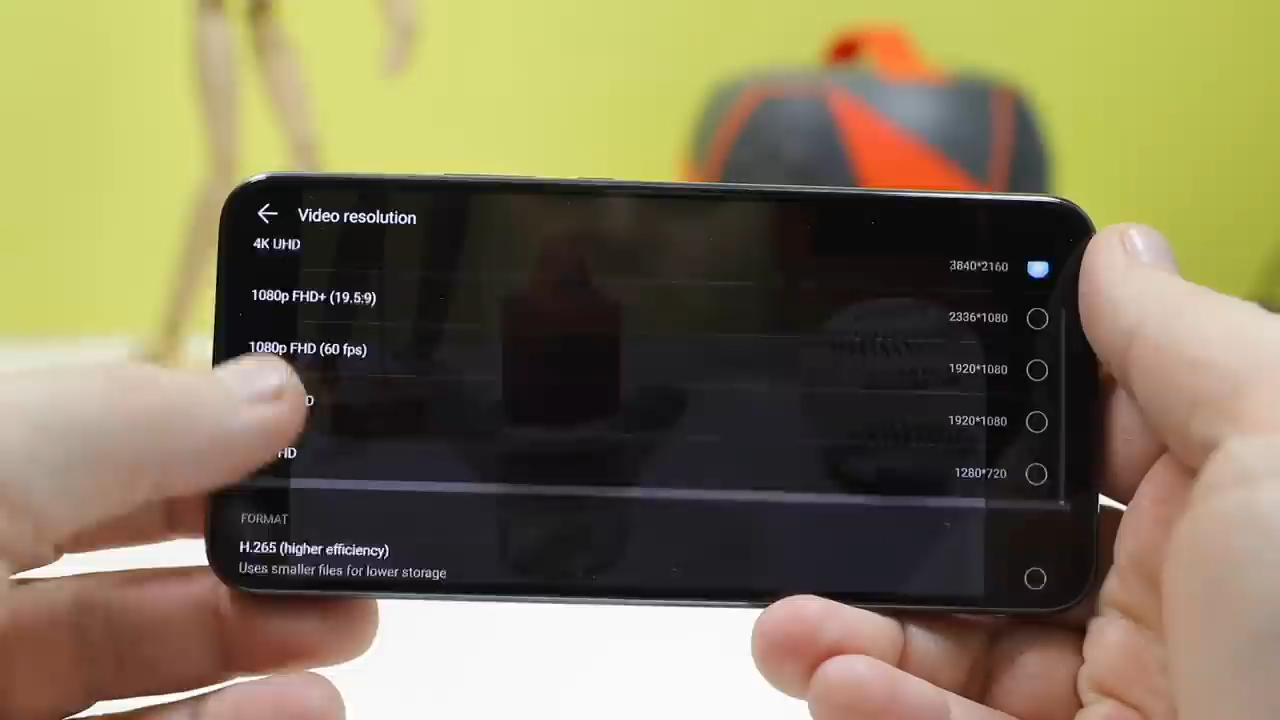 Video resolution
4K UHD
3840*2160
1080p FHD+ (19.5:9)
2336*1080
1080p FHD (60 fps)
1920*1080
D
1920*1080
HD
1280*720
FORMAT
H.265 (higher efficiency)
Uses smaller files for lower storage